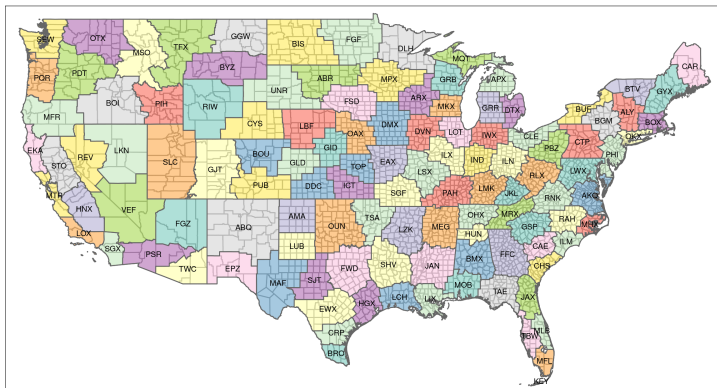 CAR
SEW
OTX
TFX
GGW
BIS
FGF
DLH
MQT
MSO
BYZ
PQR
PDT
ABR
MPX
GRB
APX
BTV
GYX
MFR
BOI
PIH
RIW
UNR
FSD
ARX
MKX
GRR
DTX
BUF
BGM
ALY
BOX
EKA
STO
REV
LKN
SLC
CYS
LBF
OAX
DMX
DVN
LOT
IWX
CLE
PBZ
CTP
OKX
PHI
MTR
HNX
GJT
BOU
GLD
GID
TOP
EAX
ILX
IND
ILN
RLX
LWX
LSX
PUB
DDC
ICT
SGF
PAH
LMK
JKL
RNK
AKQ
VEF
LOX
SGX
PSR
FGZ
ABQ
AMA
OUN
TSA
LZK
MEG
OHX
MRX
RAH
MHX
HUN
GSP
ILM
LUB
TWC
EPZ
MAF
SJT
FWD
SHV
JAN
BMX
FFC
CAE
CHS
EWX
HGX
LCH
LIX
MOB
TAE
JAX
CRP
BRO
MLB
TBW
MFL
KEY